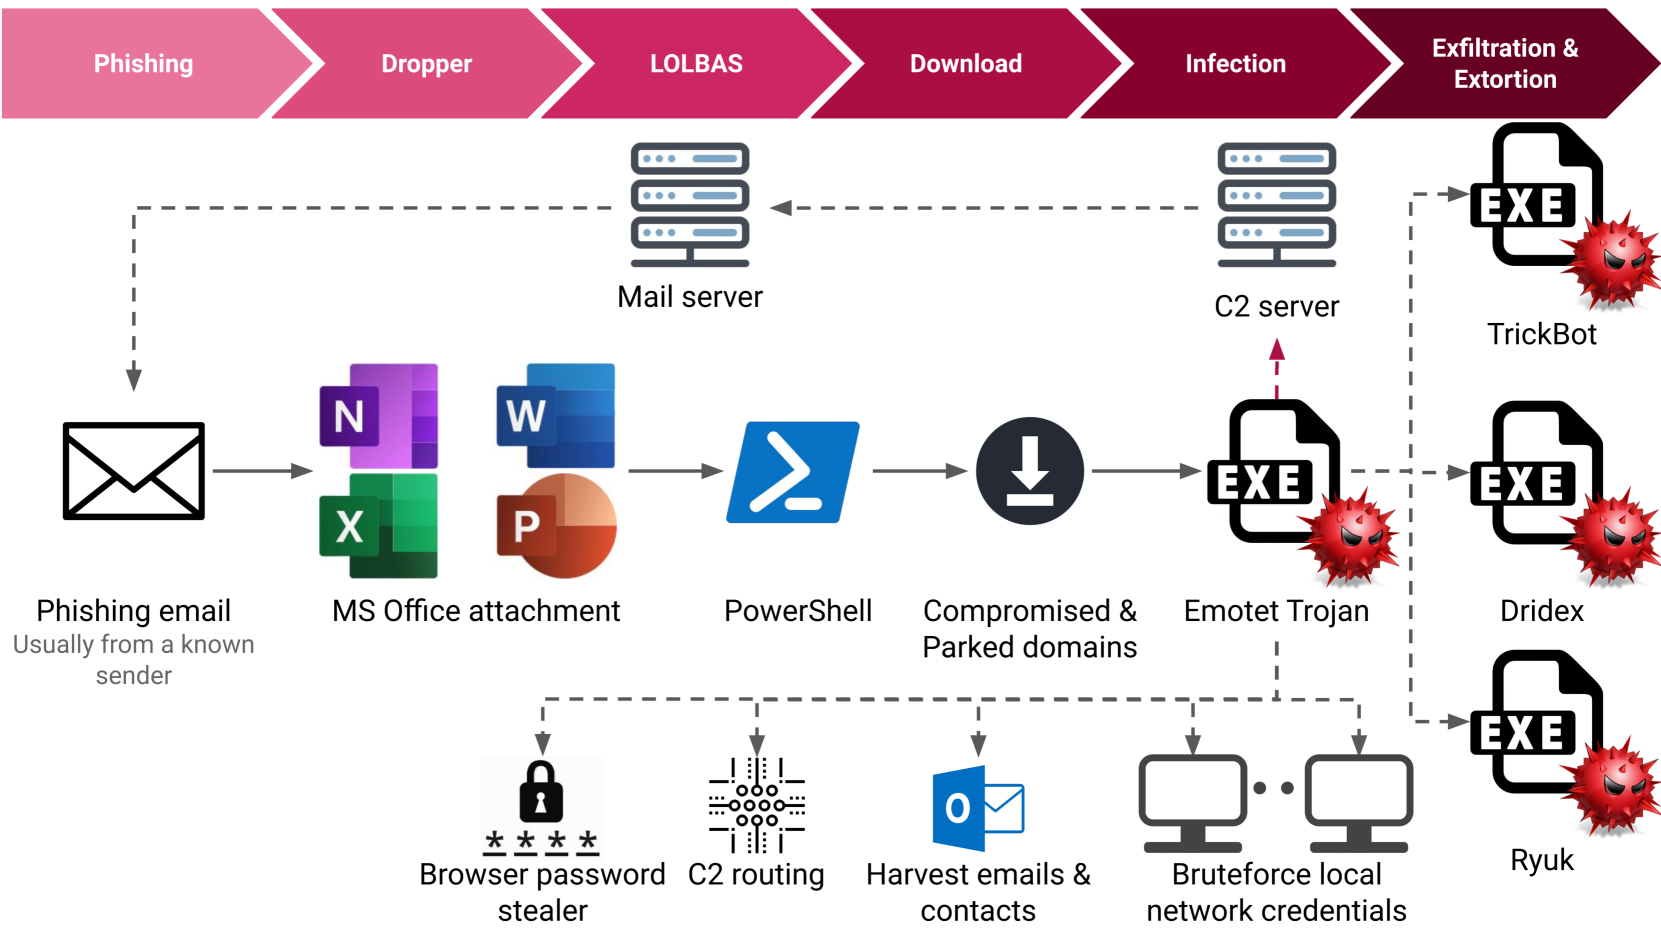 Phishing
Dropper
LOLBAS
Download
Infection
Exfiltration &
Extortion
Mail server
C2 server
EXE
TrickBot
N
W
X
P
EXE
EXE
Phishing email
Usually from a known
sender
MS Office attachment
PowerShell
Compromised &
Parked domains
Emotet Trojan
Dridex
EXE
Ryuk
* * * *
O
Browser password
stealer
C2 routing
Harvest emails &
contacts
Bruteforce local
network credentials